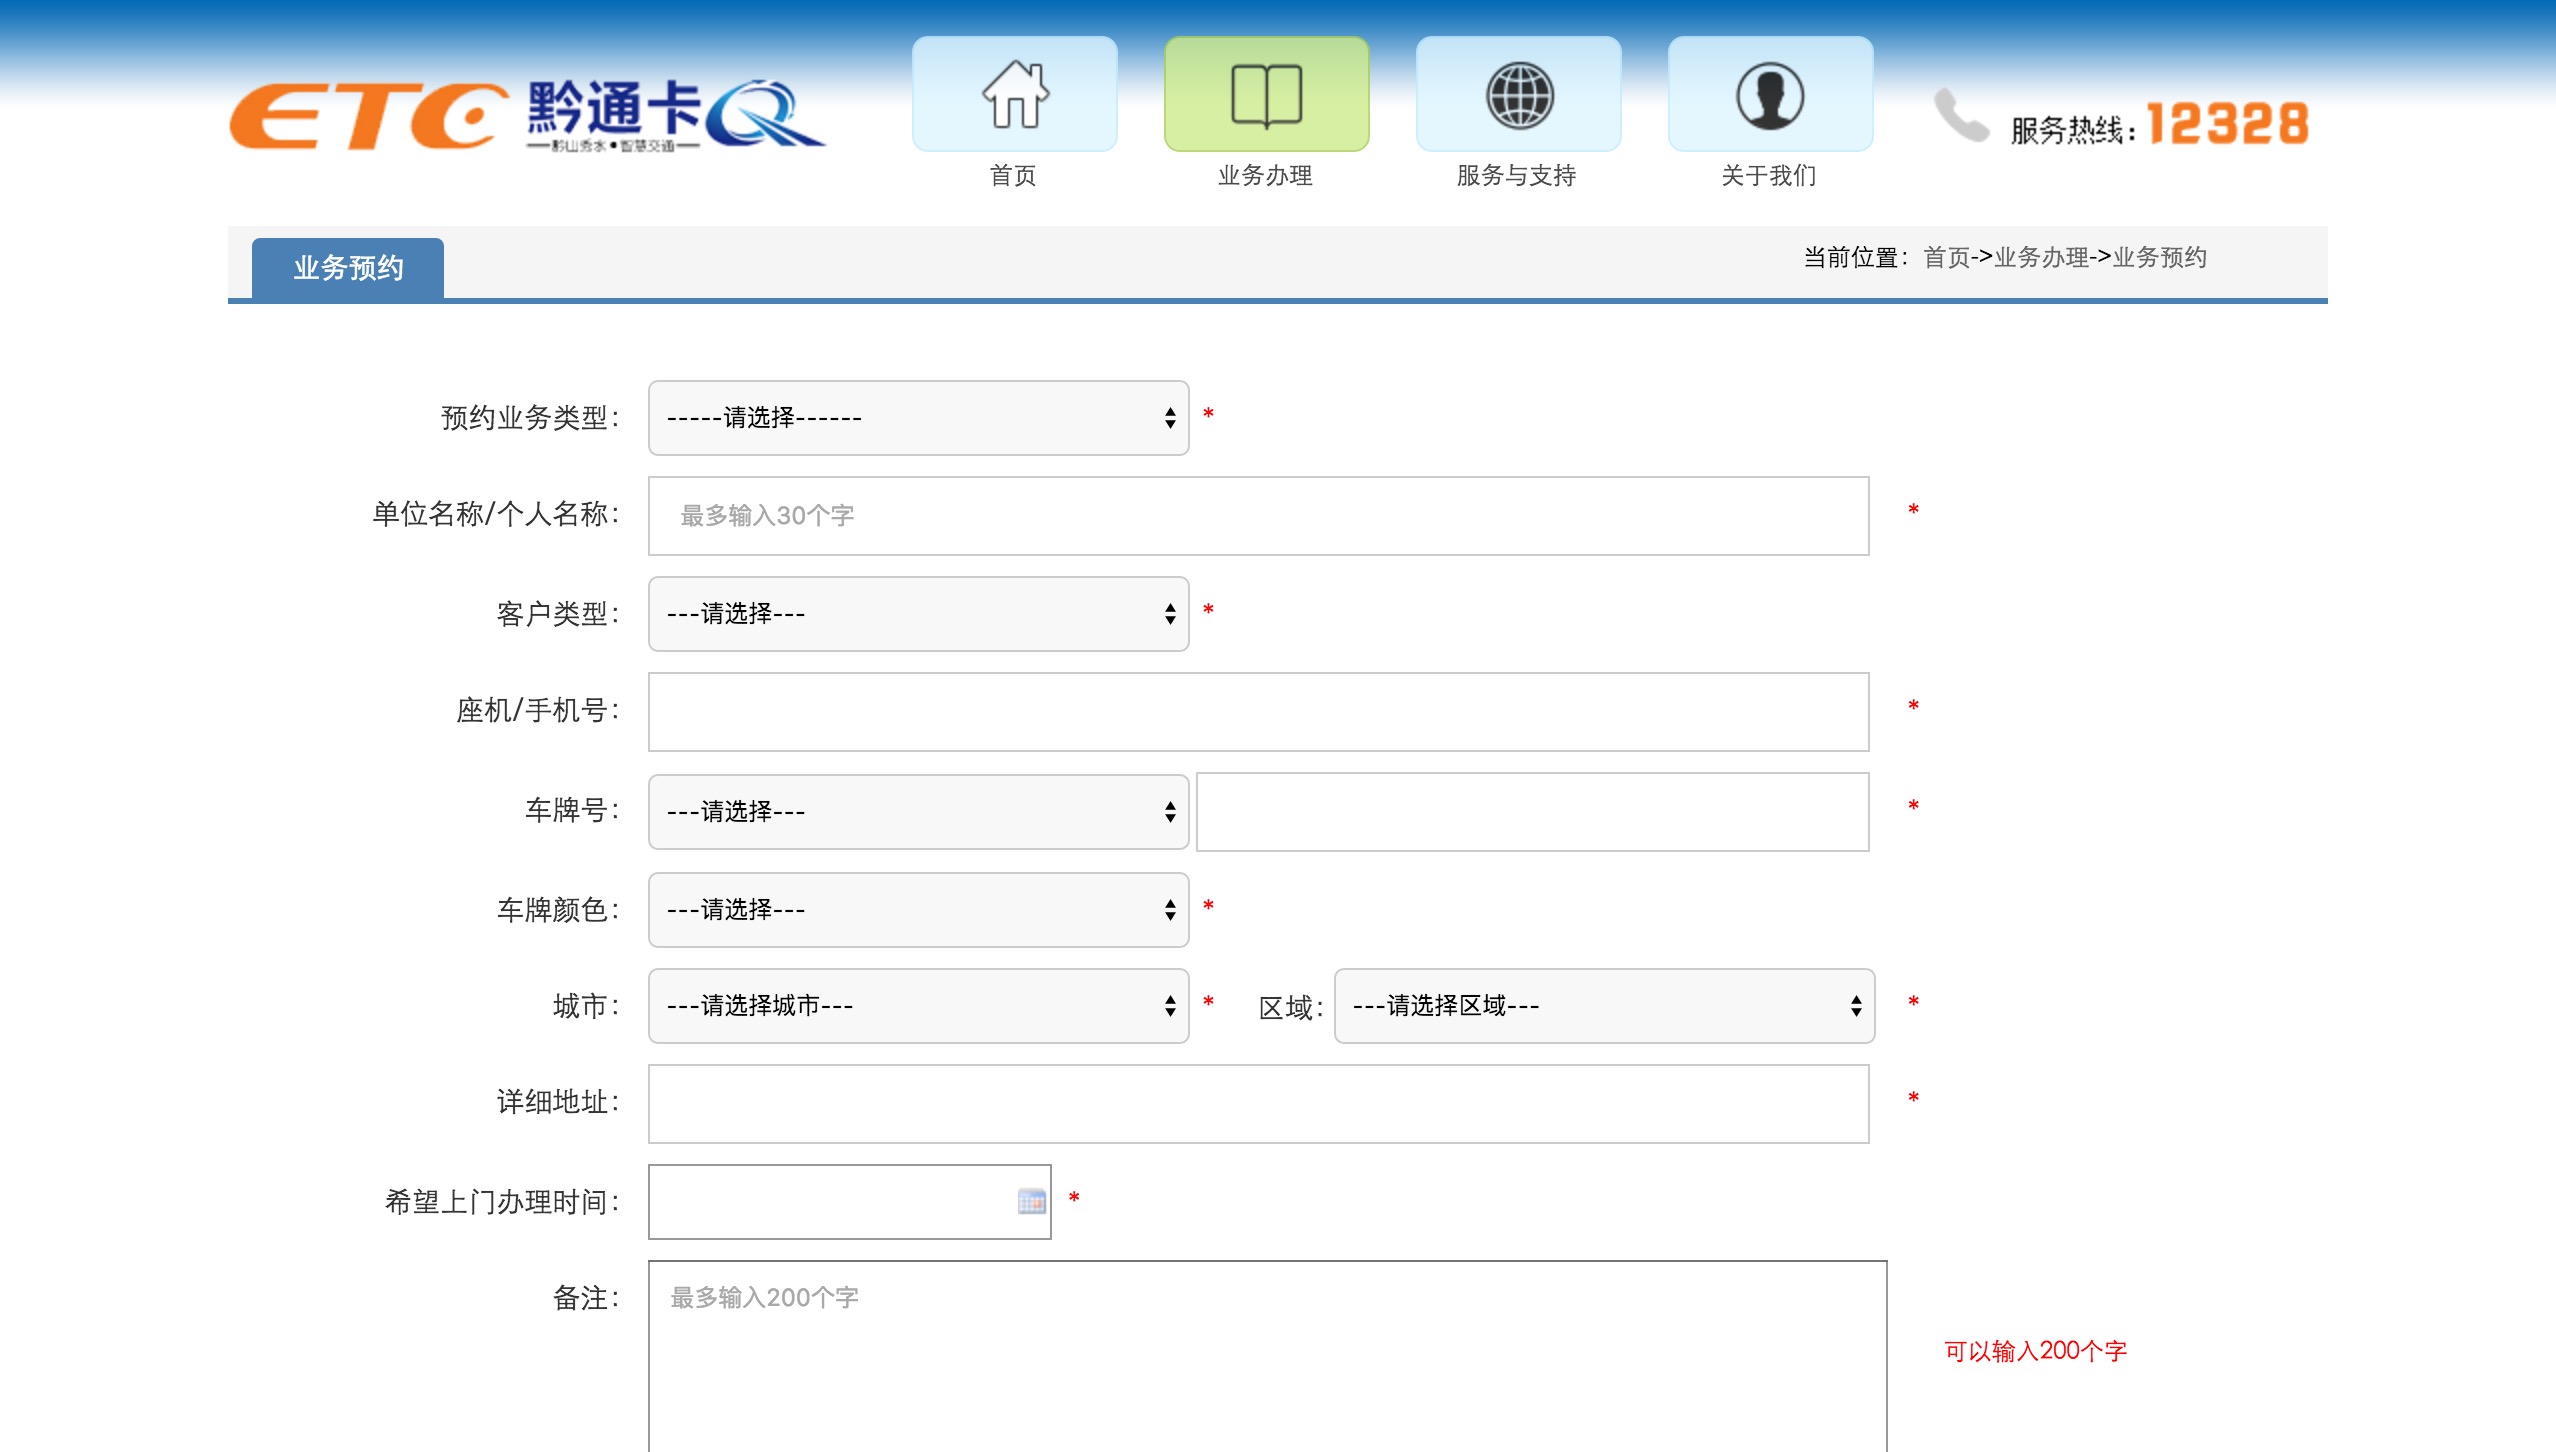 ETC 黔通卡
黔山秀水•智慧交通
首页
业务办理
服务与支持
关于我们
服务热线：12328
业务预约
当前位置：首页->业务办理->业务预约
预约业务类型： -----请选择------ *
单位名称/个人名称： 最多输入30个字 *
客户类型： ---请选择--- *
座机/手机号： *
车牌号： ---请选择--- *
车牌颜色： ---请选择--- *
城市： ---请选择城市--- * 区域： ---请选择区域--- *
详细地址： *
希望上门办理时间： *
备注： 最多输入200个字
可以输入200个字